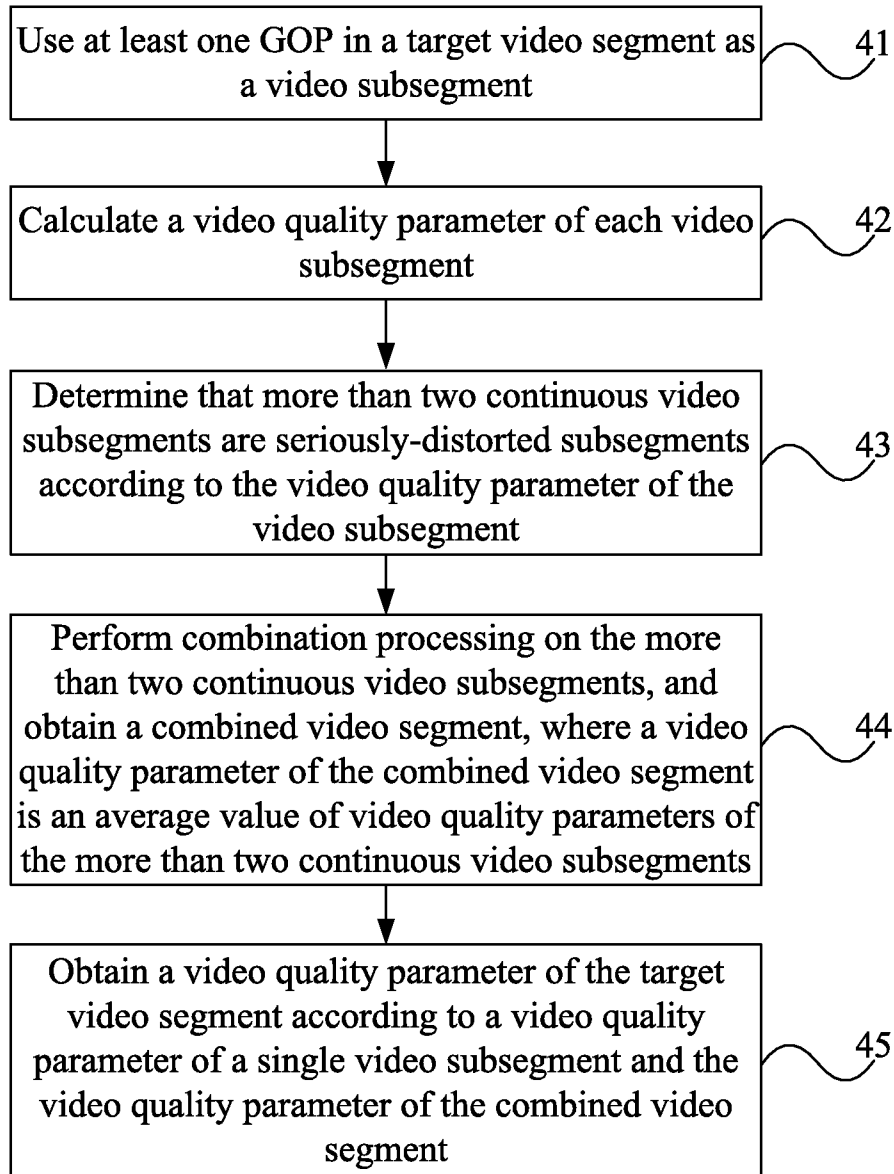 Use at least one GOP in a target video segment as
a video subsegment
41
Calculate a video quality parameter of each video
subsegment
42
Determine that more than two continuous video
subsegments are seriously-distorted subsegments
according to the video quality parameter of the
video subsegment
43
Perform combination processing on the more
than two continuous video subsegments, and
obtain a combined video segment, where a video
quality parameter of the combined video segment
is an average value of video quality parameters of
the more than two continuous video subsegments
44
Obtain a video quality parameter of the target
video segment according to a video quality
parameter of a single video subsegment and the
video quality parameter of the combined video
segment
45